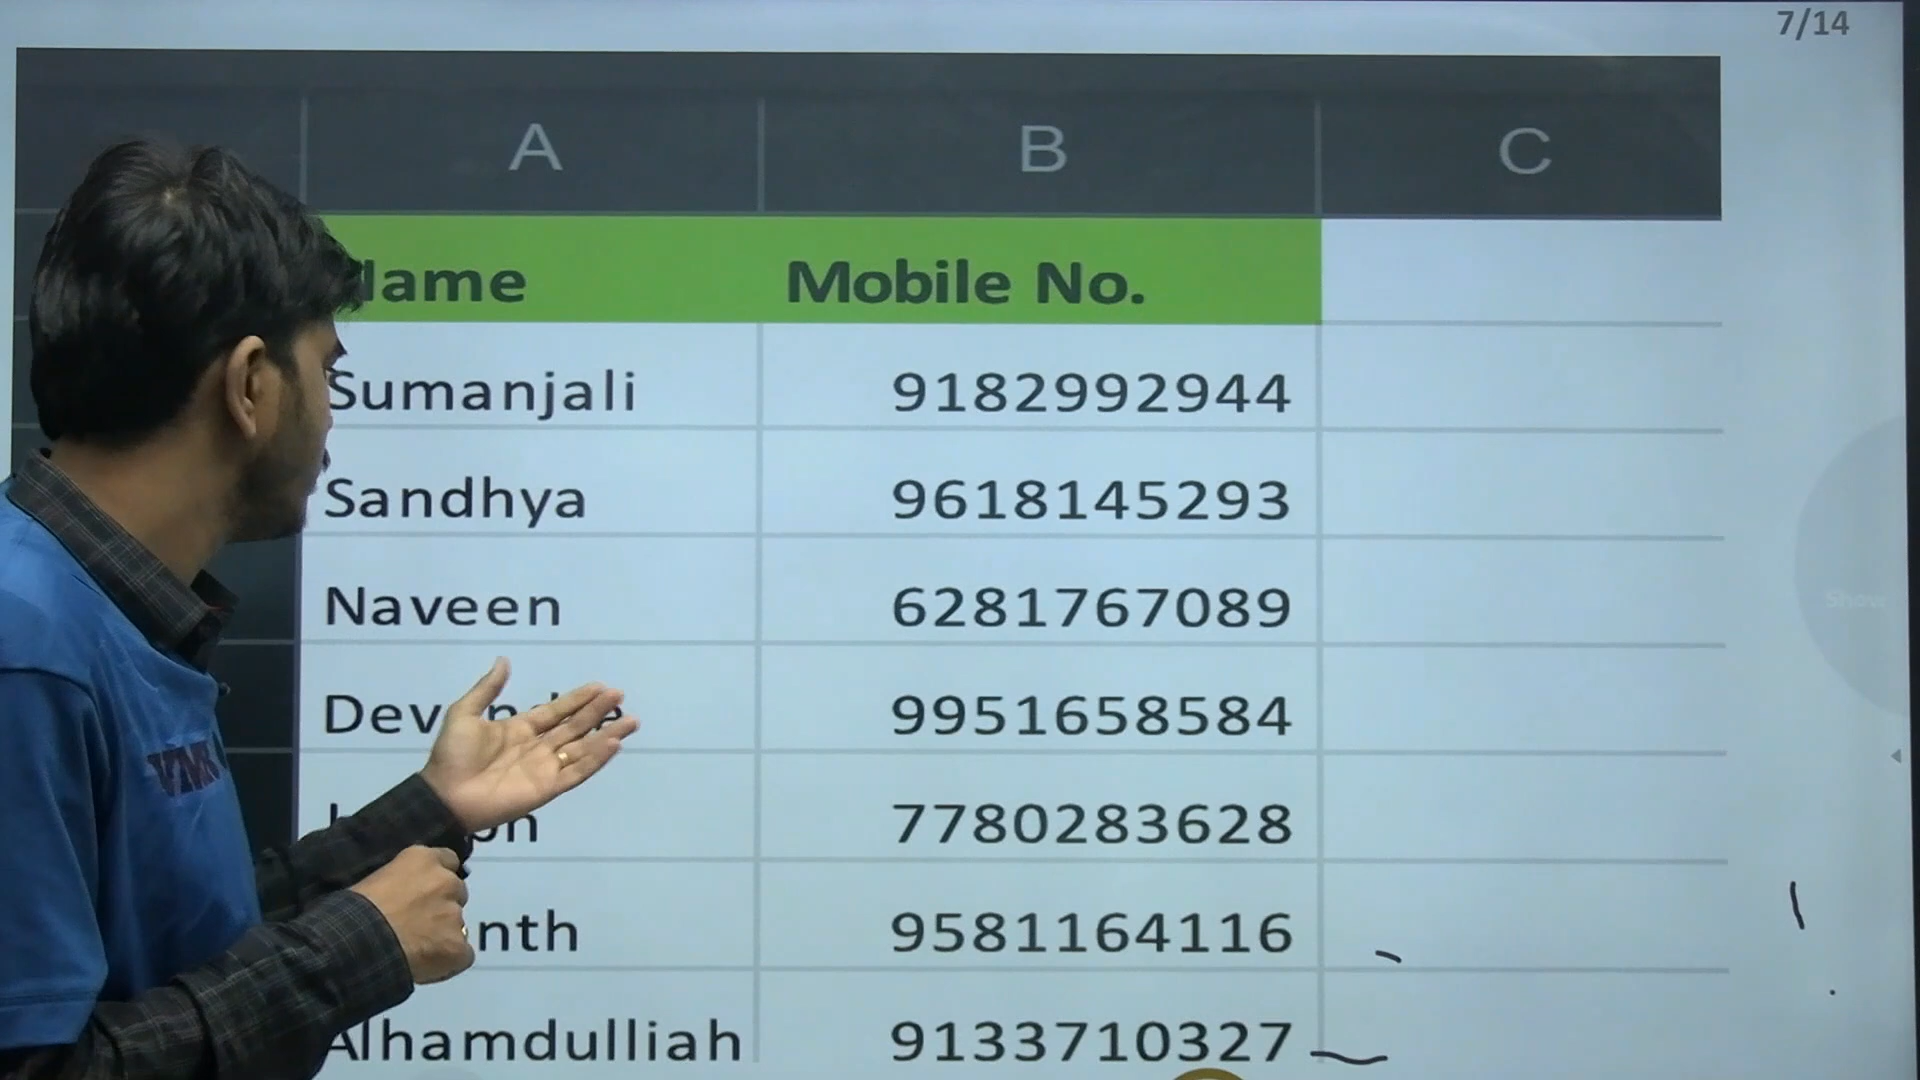 7/14
A B C
Mobile No.
Sumanjali 9182992944
Sandhya 9618145293
Naveen 6281767089
9951658584
7780283628
9581164116
Alhamdulliah 9133710327